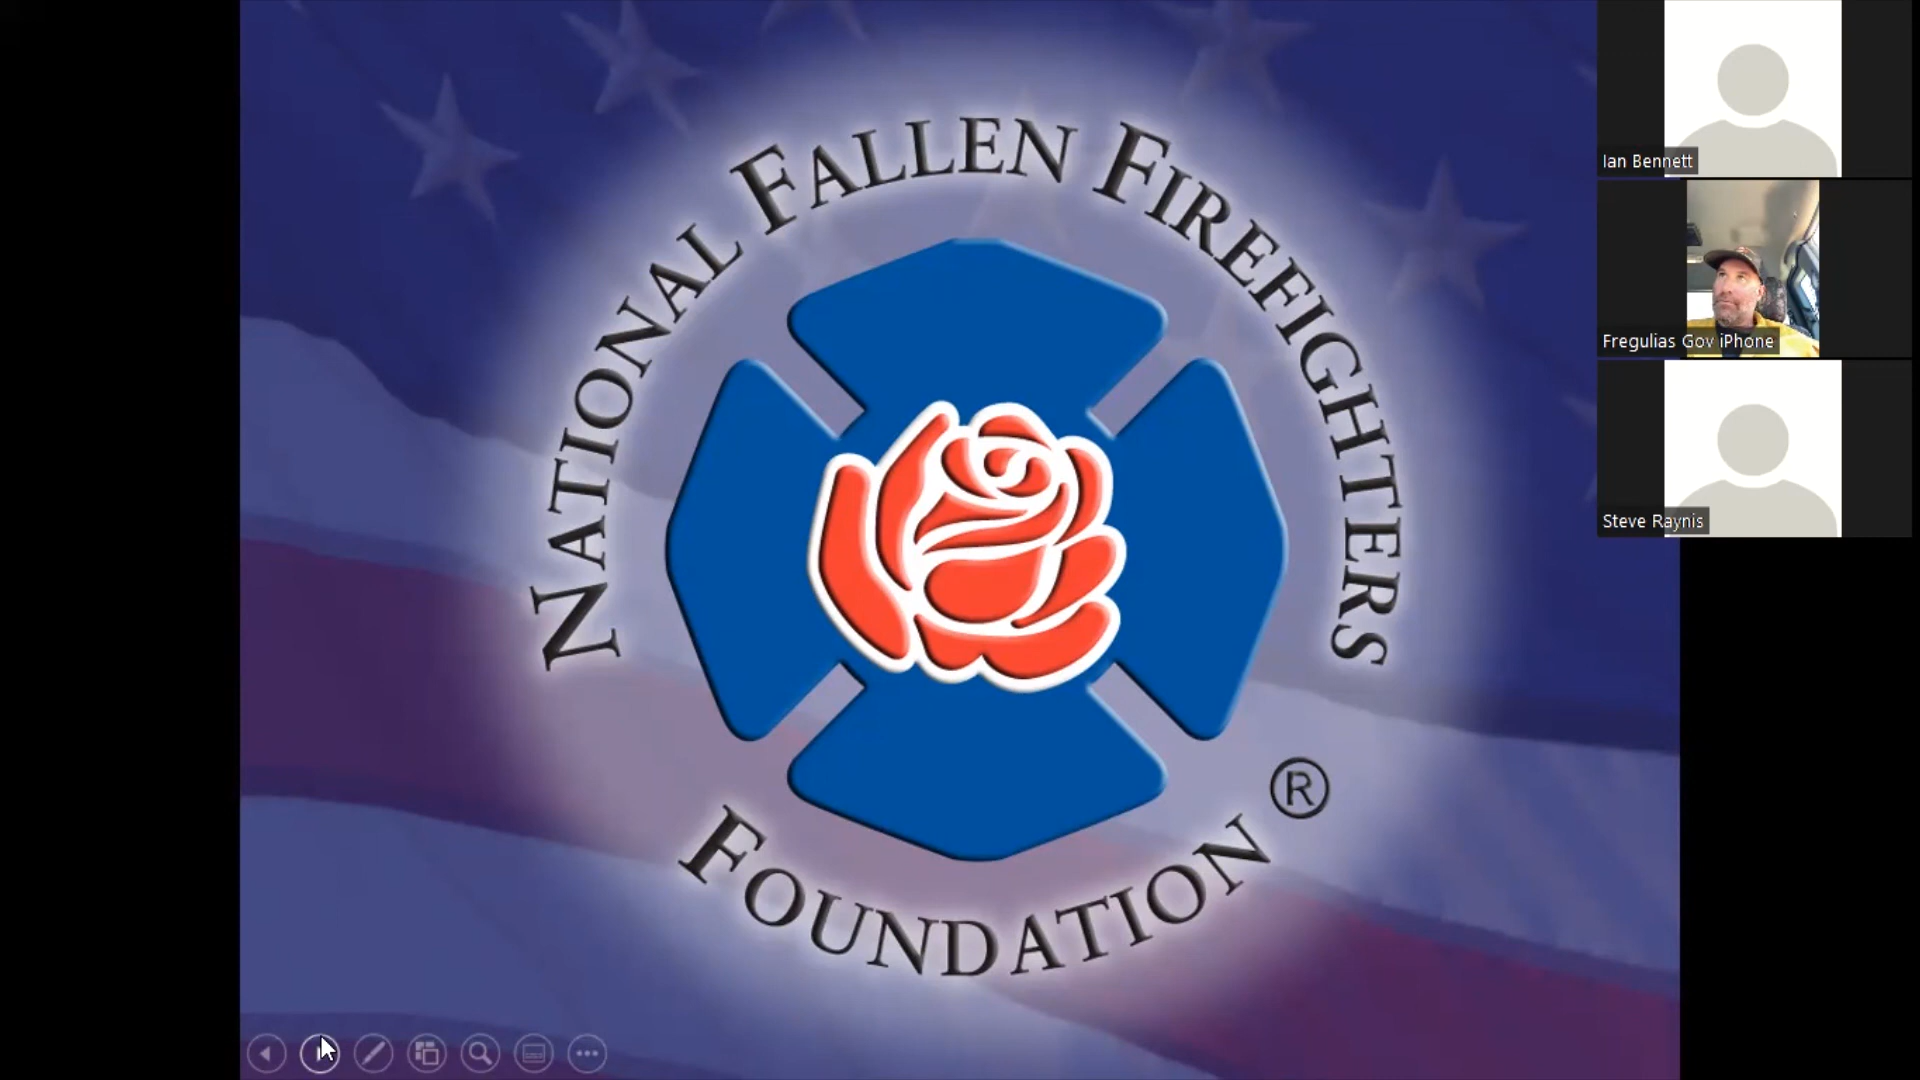 NATIONAL FALLEN FIREFIGHTERS
FOUNDATION ®
Ian Bennett
Fregulias Gov iPhone
Steve Raynis